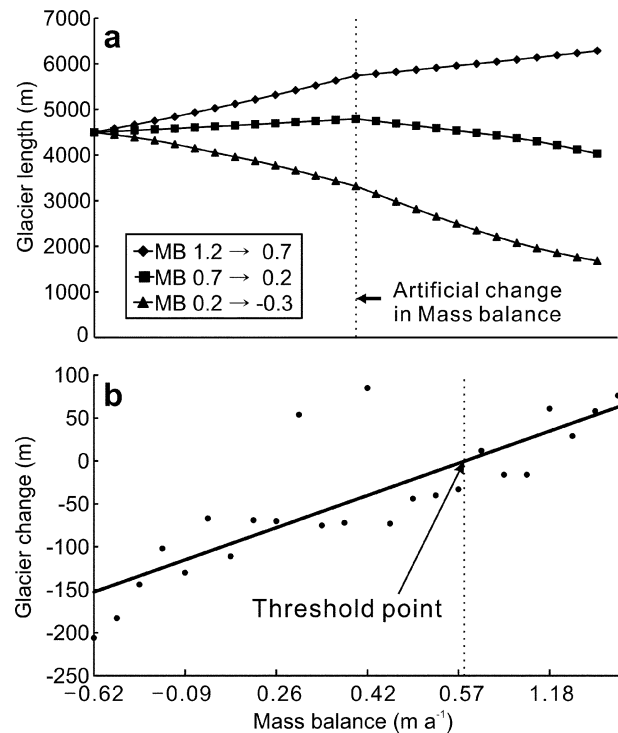 7000
a
6000
5000
4000
3000
2000
1000
0
Glacier length (m)
MB 1.2 → 0.7
MB 0.7 → 0.2
MB 0.2 → -0.3
Artificial change
in Mass balance
100
b
50
0
-50
-100
-150
-200
-250
Glacier change (m)
Threshold point
−0.62 −0.09 0.26 0.42 0.57 1.18
Mass balance (m a⁻¹)